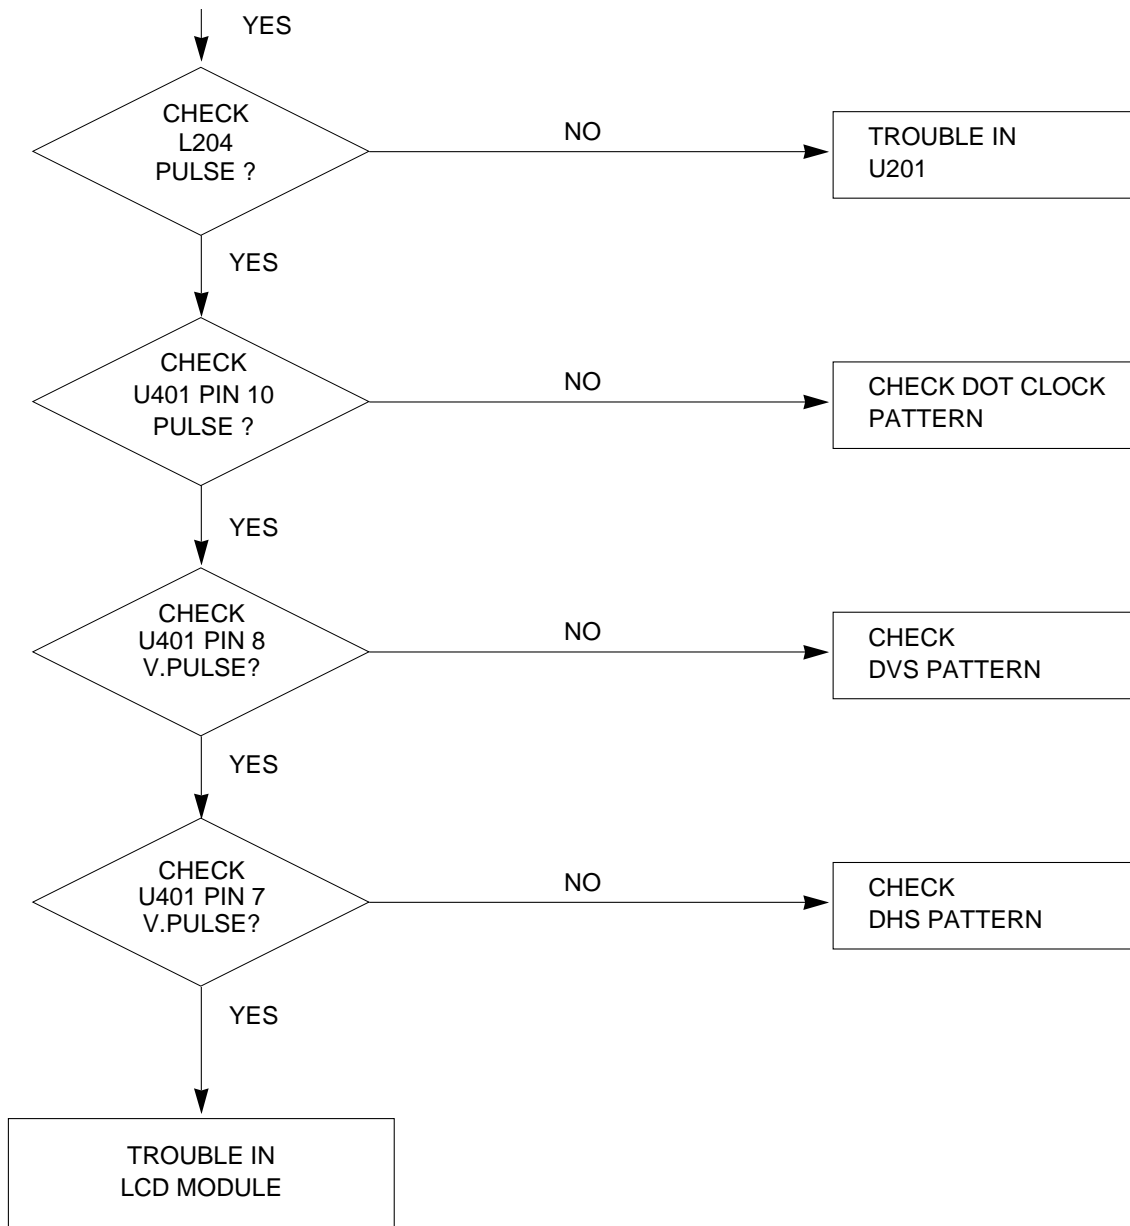 YES
CHECK
L204
PULSE ?
NO
TROUBLE IN
U201
YES
CHECK
U401 PIN 10
PULSE ?
NO
CHECK DOT CLOCK
PATTERN
YES
CHECK
U401 PIN 8
V.PULSE?
NO
CHECK
DVS PATTERN
YES
CHECK
U401 PIN 7
V.PULSE?
NO
CHECK
DHS PATTERN
YES
TROUBLE IN
LCD MODULE